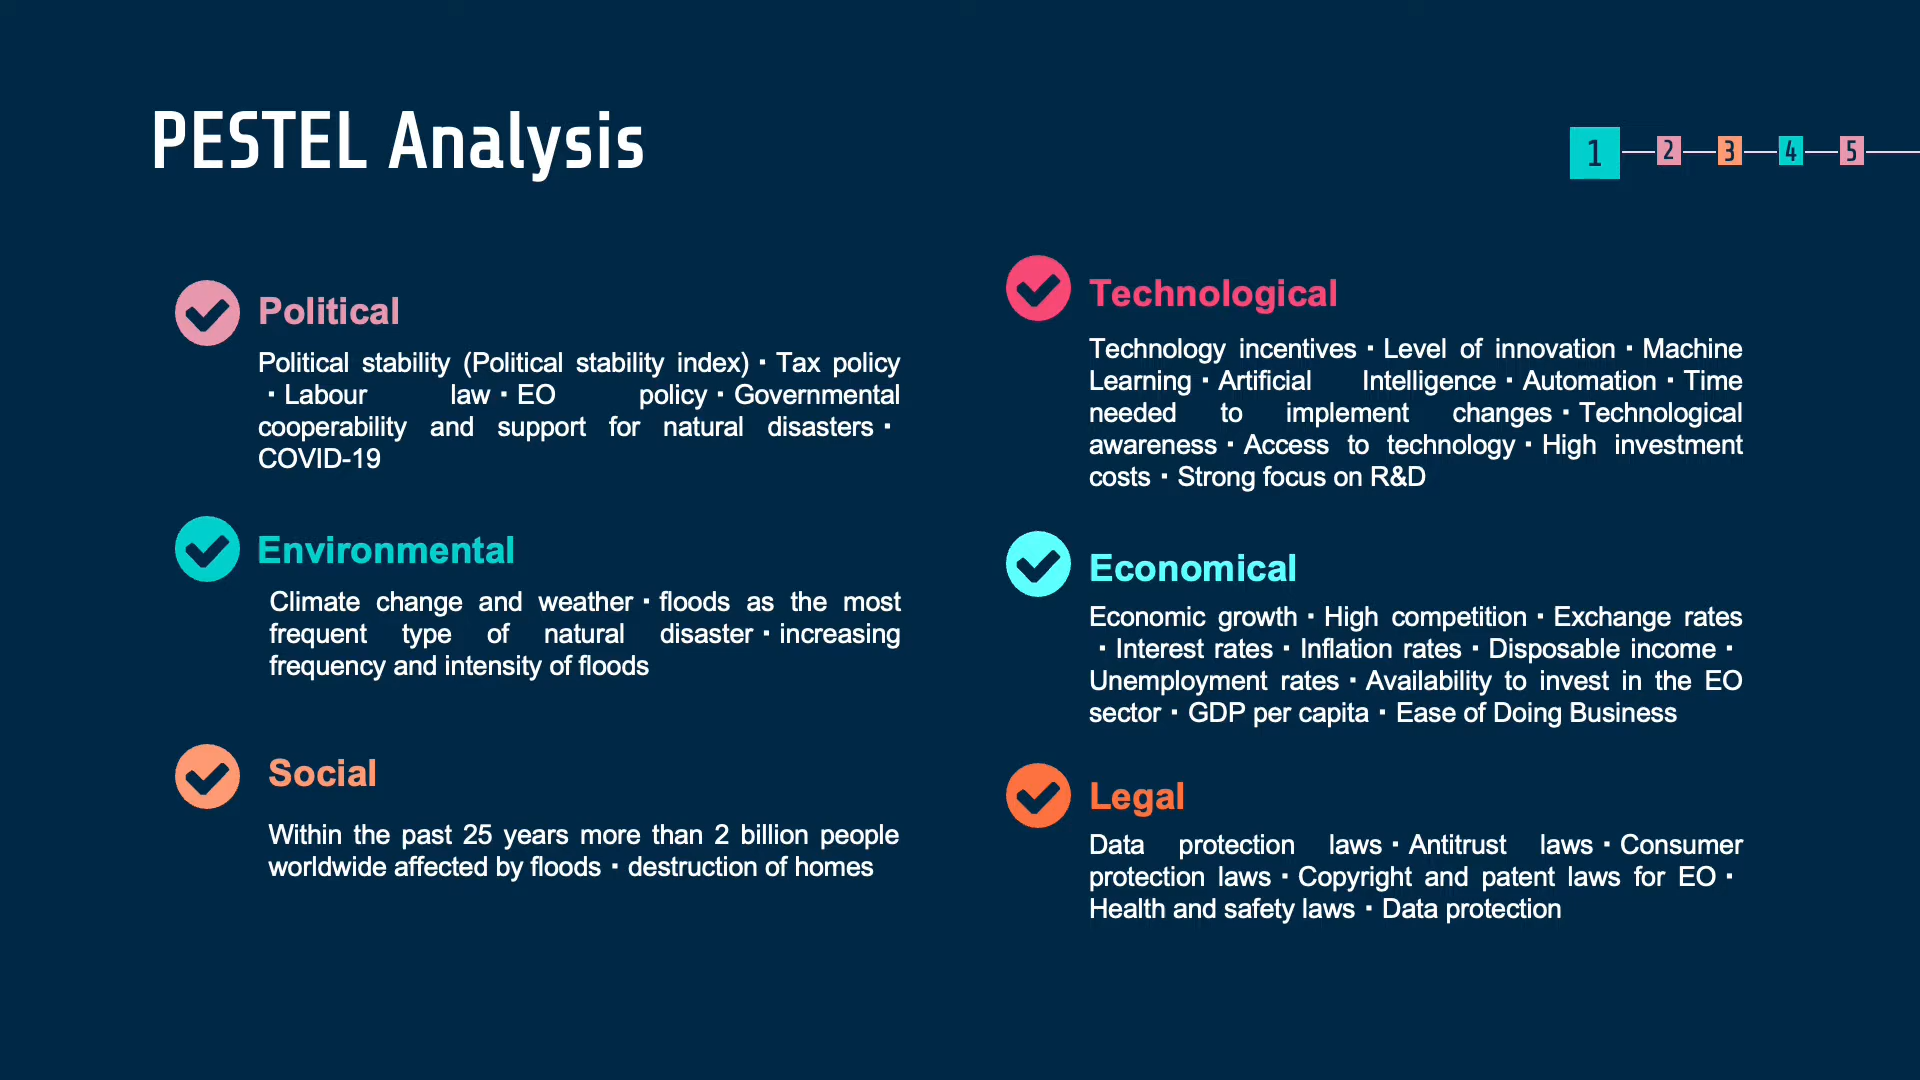 PESTEL Analysis
1 2 3 4 5
Political
Political stability (Political stability index) · Tax policy
· Labour law · EO policy · Governmental
cooperability and support for natural disasters ·
COVID-19
Environmental
Climate change and weather · floods as the most
frequent type of natural disaster · increasing
frequency and intensity of floods
Social
Within the past 25 years more than 2 billion people
worldwide affected by floods · destruction of homes
Technological
Technology incentives · Level of innovation · Machine
Learning · Artificial Intelligence · Automation · Time
needed to implement changes · Technological
awareness · Access to technology · High investment
costs · Strong focus on R&D
Economical
Economic growth · High competition · Exchange rates
· Interest rates · Inflation rates · Disposable income ·
Unemployment rates · Availability to invest in the EO
sector · GDP per capita · Ease of Doing Business
Legal
Data protection laws · Antitrust laws · Consumer
protection laws · Copyright and patent laws for EO ·
Health and safety laws · Data protection